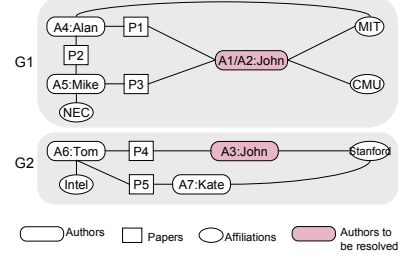 A4:Alan P1 MIT
G1 P2 A1/A2:John
A5:Mike P3 CMU
NEC
G2 A6:Tom P4 A3:John Stanford
Intel P5 A7:Kate
Authors Papers Affiliations Authors to
be resolved